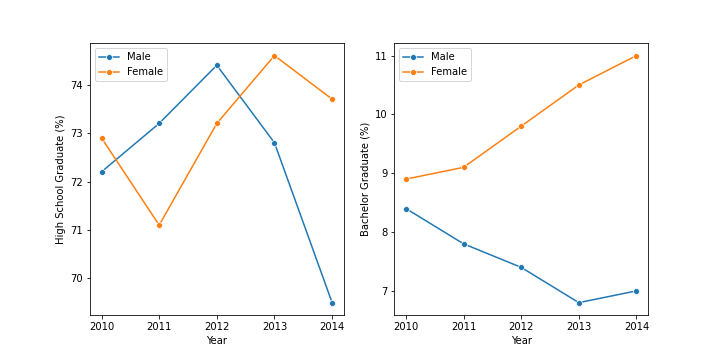 High School Graduate (%)
74
73
72
71
70
Male
Female
2010 2011 2012 2013 2014
Year
Bachelor Graduate (%)
11
10
9
8
7
Male
Female
2010 2011 2012 2013 2014
Year